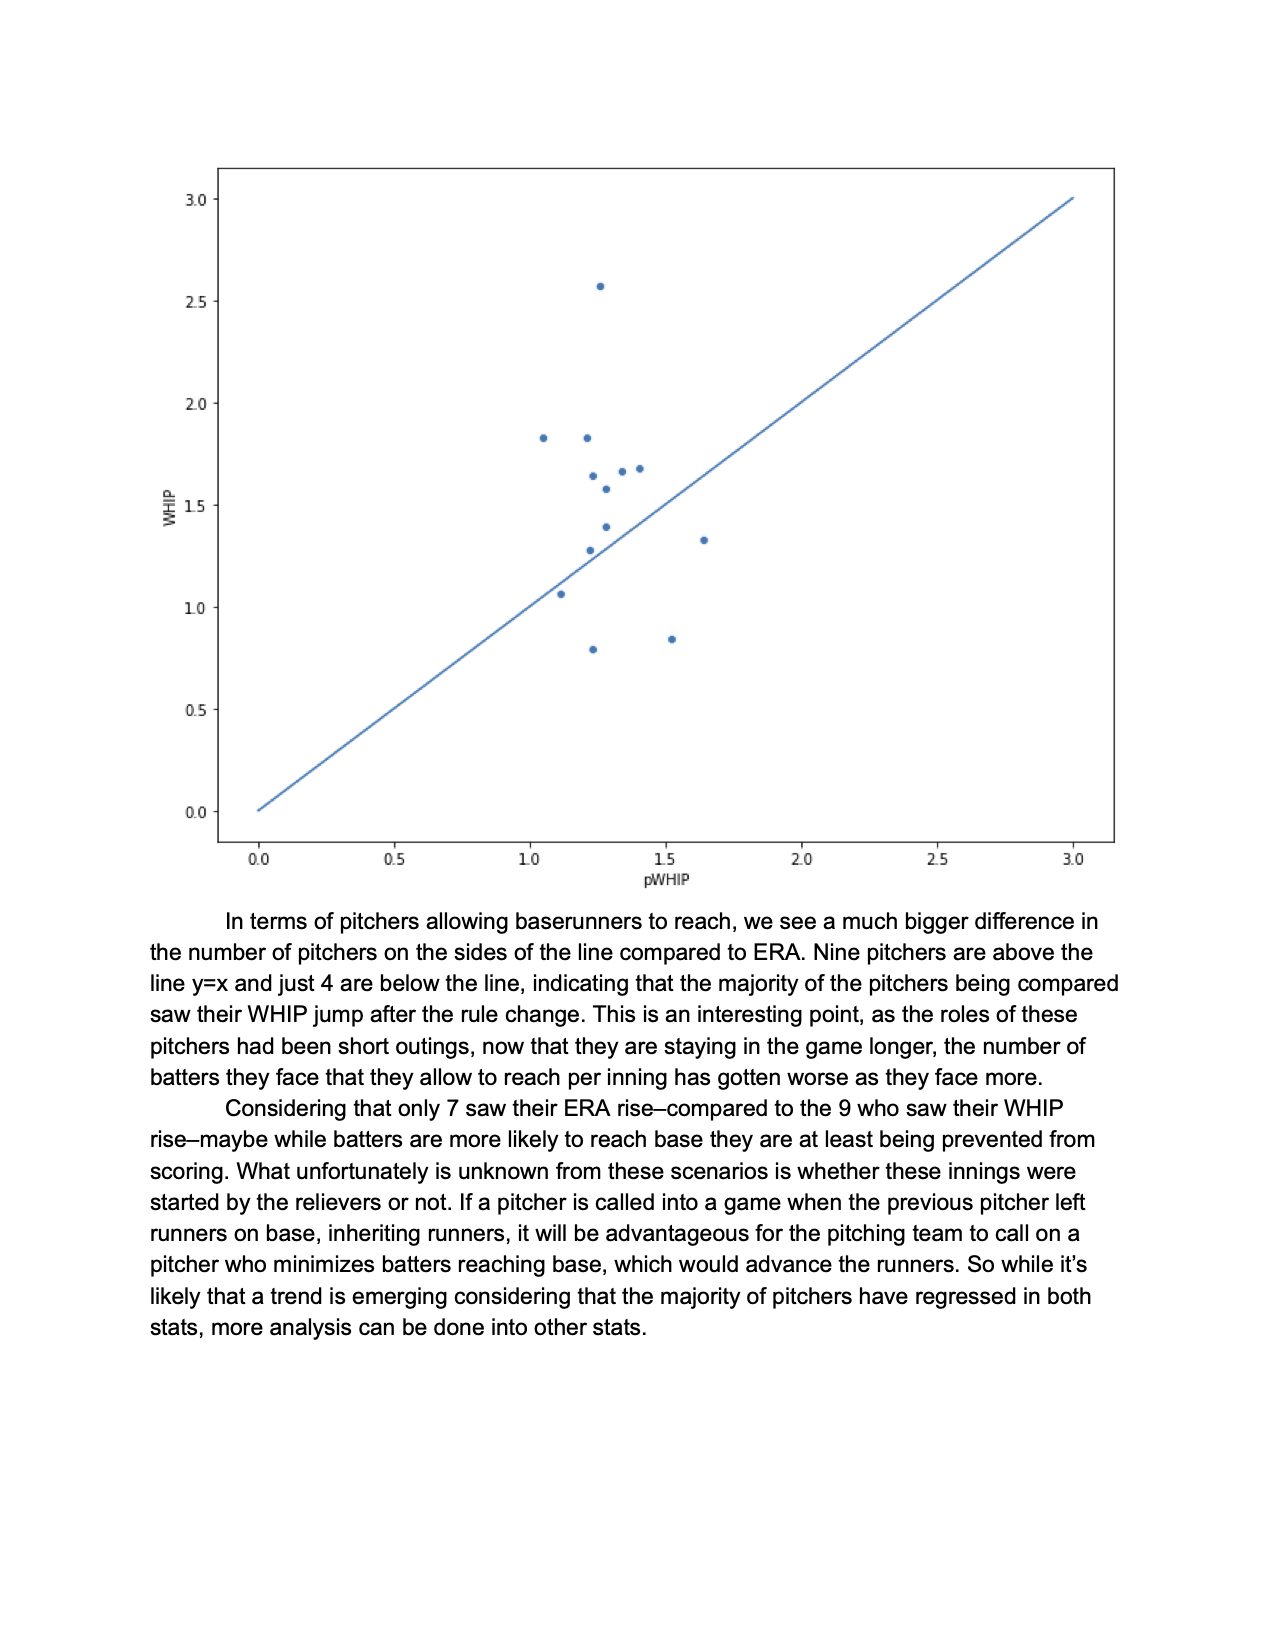 3.0
2.5
2.0
1.5
1.0
0.5
0.0
WHIP
0.0 0.5 1.0 1.5 2.0 2.5 3.0
pWHIP
In terms of pitchers allowing baserunners to reach, we see a much bigger difference in
the number of pitchers on the sides of the line compared to ERA. Nine pitchers are above the
line y=x and just 4 are below the line, indicating that the majority of the pitchers being compared
saw their WHIP jump after the rule change. This is an interesting point, as the roles of these
pitchers had been short outings, now that they are staying in the game longer, the number of
batters they face that they allow to reach per inning has gotten worse as they face more.
Considering that only 7 saw their ERA rise–compared to the 9 who saw their WHIP
rise–maybe while batters are more likely to reach base they are at least being prevented from
scoring. What unfortunately is unknown from these scenarios is whether these innings were
started by the relievers or not. If a pitcher is called into a game when the previous pitcher left
runners on base, inheriting runners, it will be advantageous for the pitching team to call on a
pitcher who minimizes batters reaching base, which would advance the runners. So while it’s
likely that a trend is emerging considering that the majority of pitchers have regressed in both
stats, more analysis can be done into other stats.